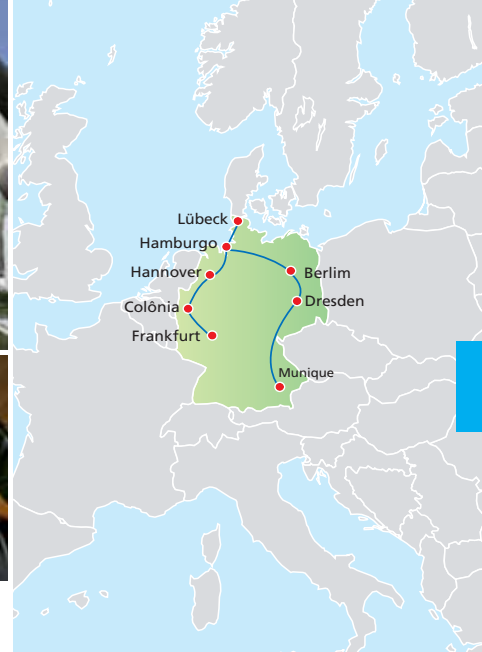 Lübeck
Hamburgo
Hannover
Berlim
Colônia
Dresden
Frankfurt
Munique